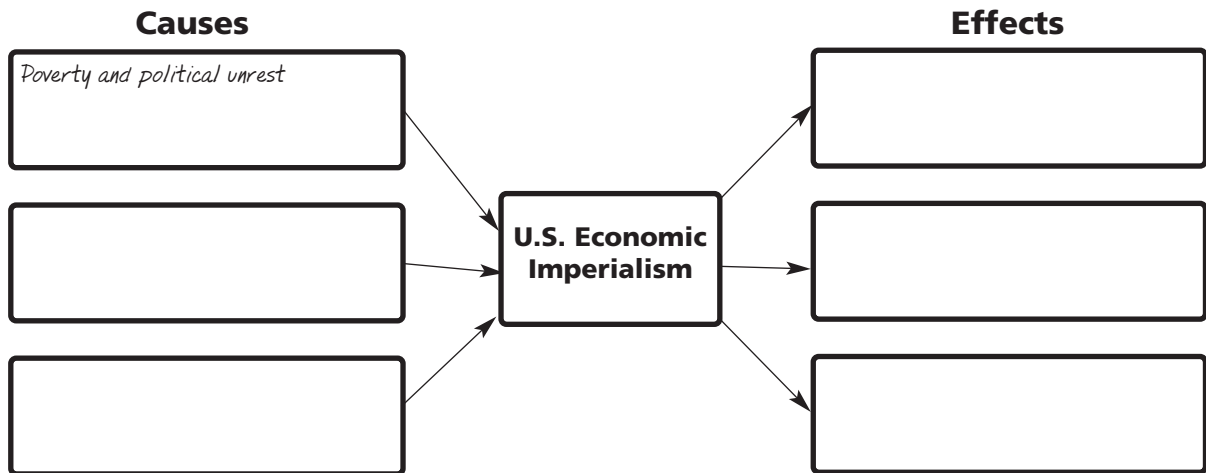 Causes
Effects
Poverty and political unrest
U.S. Economic
Imperialism